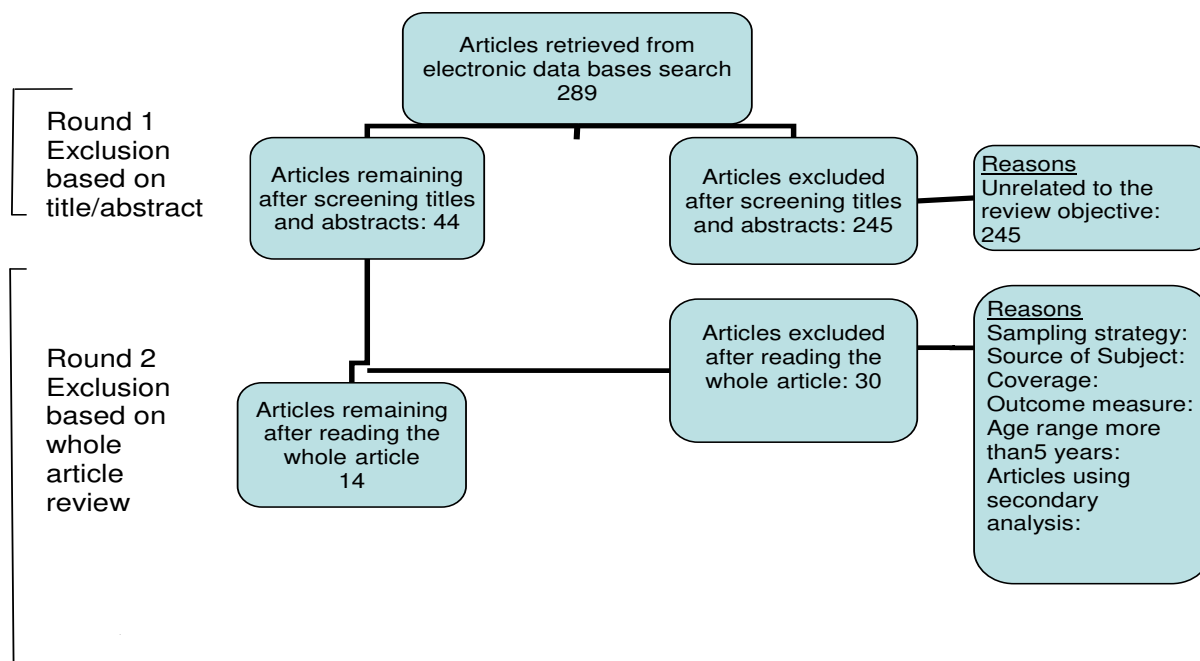 Articles retrieved from
electronic data bases search
289
Round 1
Exclusion
based on
title/abstract
Articles remaining
after screening titles
and abstracts: 44
Articles excluded
after screening titles
and abstracts: 245
Reasons
Unrelated to the
review objective:
245
Round 2
Exclusion
based on
whole
article
review
Articles remaining
after reading the
whole article
14
Articles excluded
after reading the
whole article: 30
Reasons
Sampling strategy:
Source of Subject:
Coverage:
Outcome measure:
Age range more
than5 years:
Articles using
secondary
analysis: